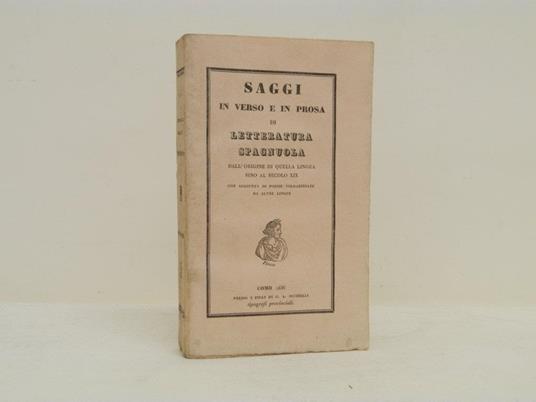 SAGGI
IN VERSO E IN PROSA
DI
LETTERATURA
SPAGNUOLA
DALL'ORIGINE DI QUELLA LINGUA
SINO AL SECOLO XIX
CON AGGIUNTA DI POESIE VOLGARIZZATE
DA ALTRE LINGUE
COMO
PRESSO I FIGLI DI C. A. OSTINELLI
tipografi provinciali